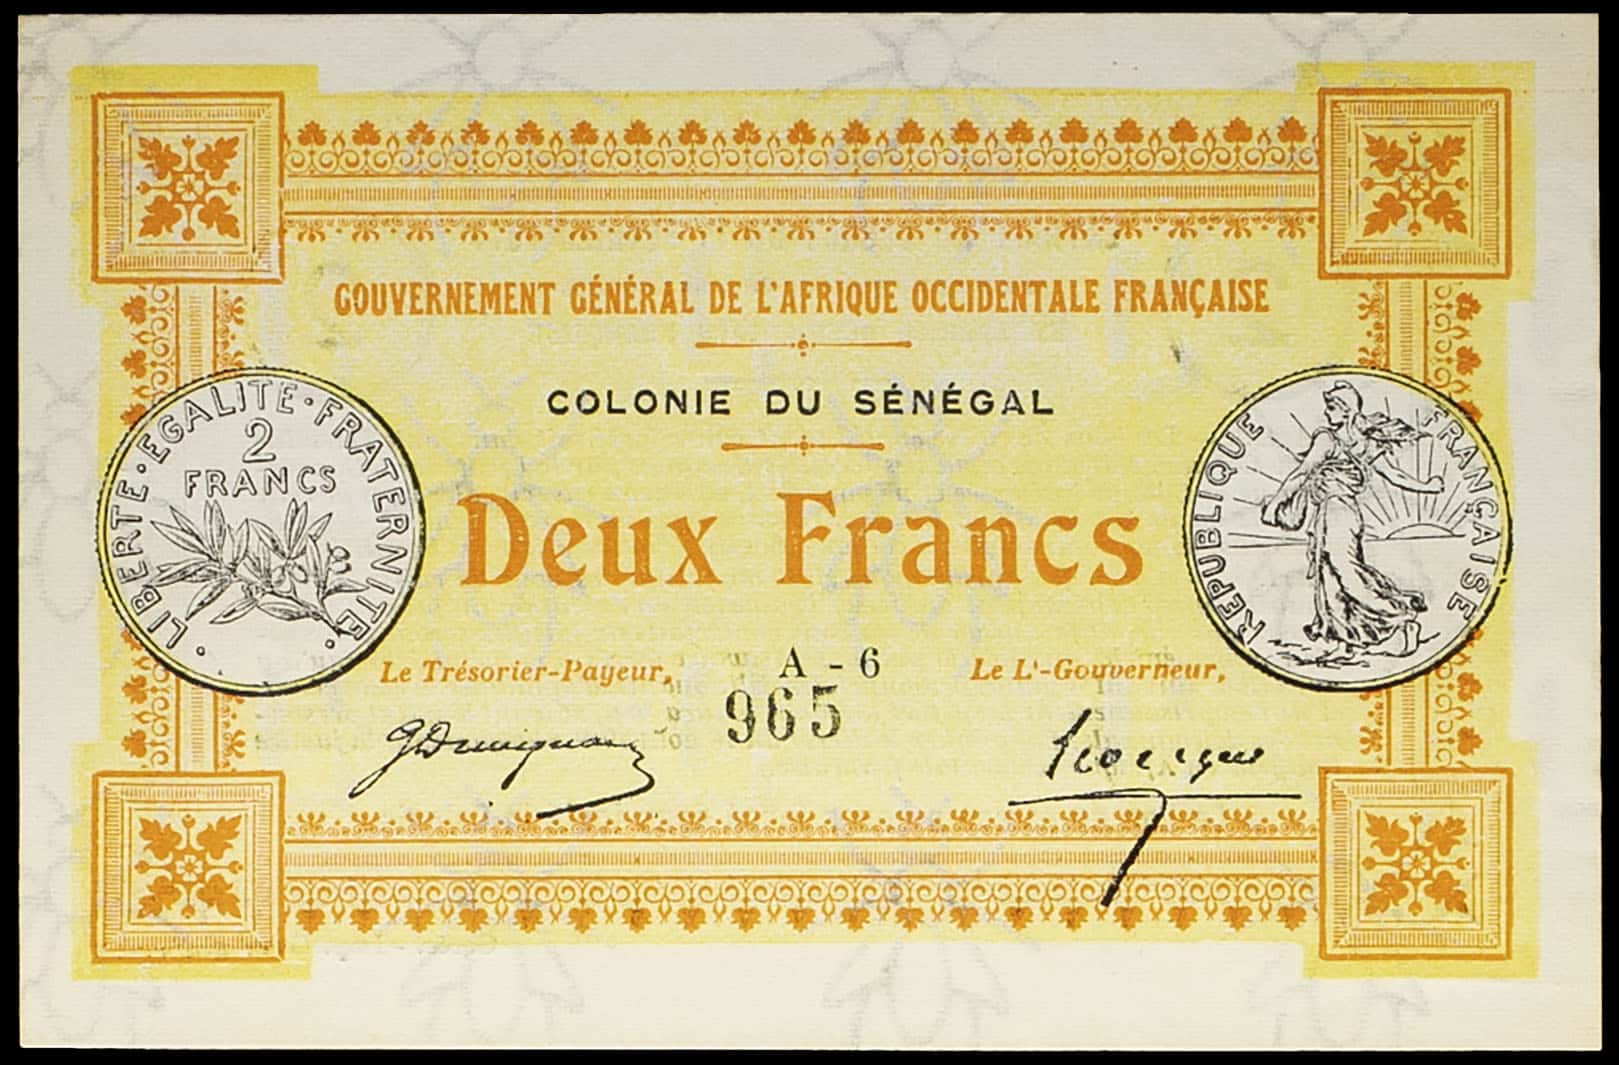 GOUVERNEMENT GÉNÉRAL DE L'AFRIQUE OCCIDENTALE FRANÇAISE
COLONIE DU SÉNÉGAL
LIBERTE · EGALITE · FRATERNITE ·
2
FRANCS
Deux Francs
REPUBLIQUE FRANÇAISE
Le Trésorier-Payeur,
A - 6
965
Le Lᵗ-Gouverneur,